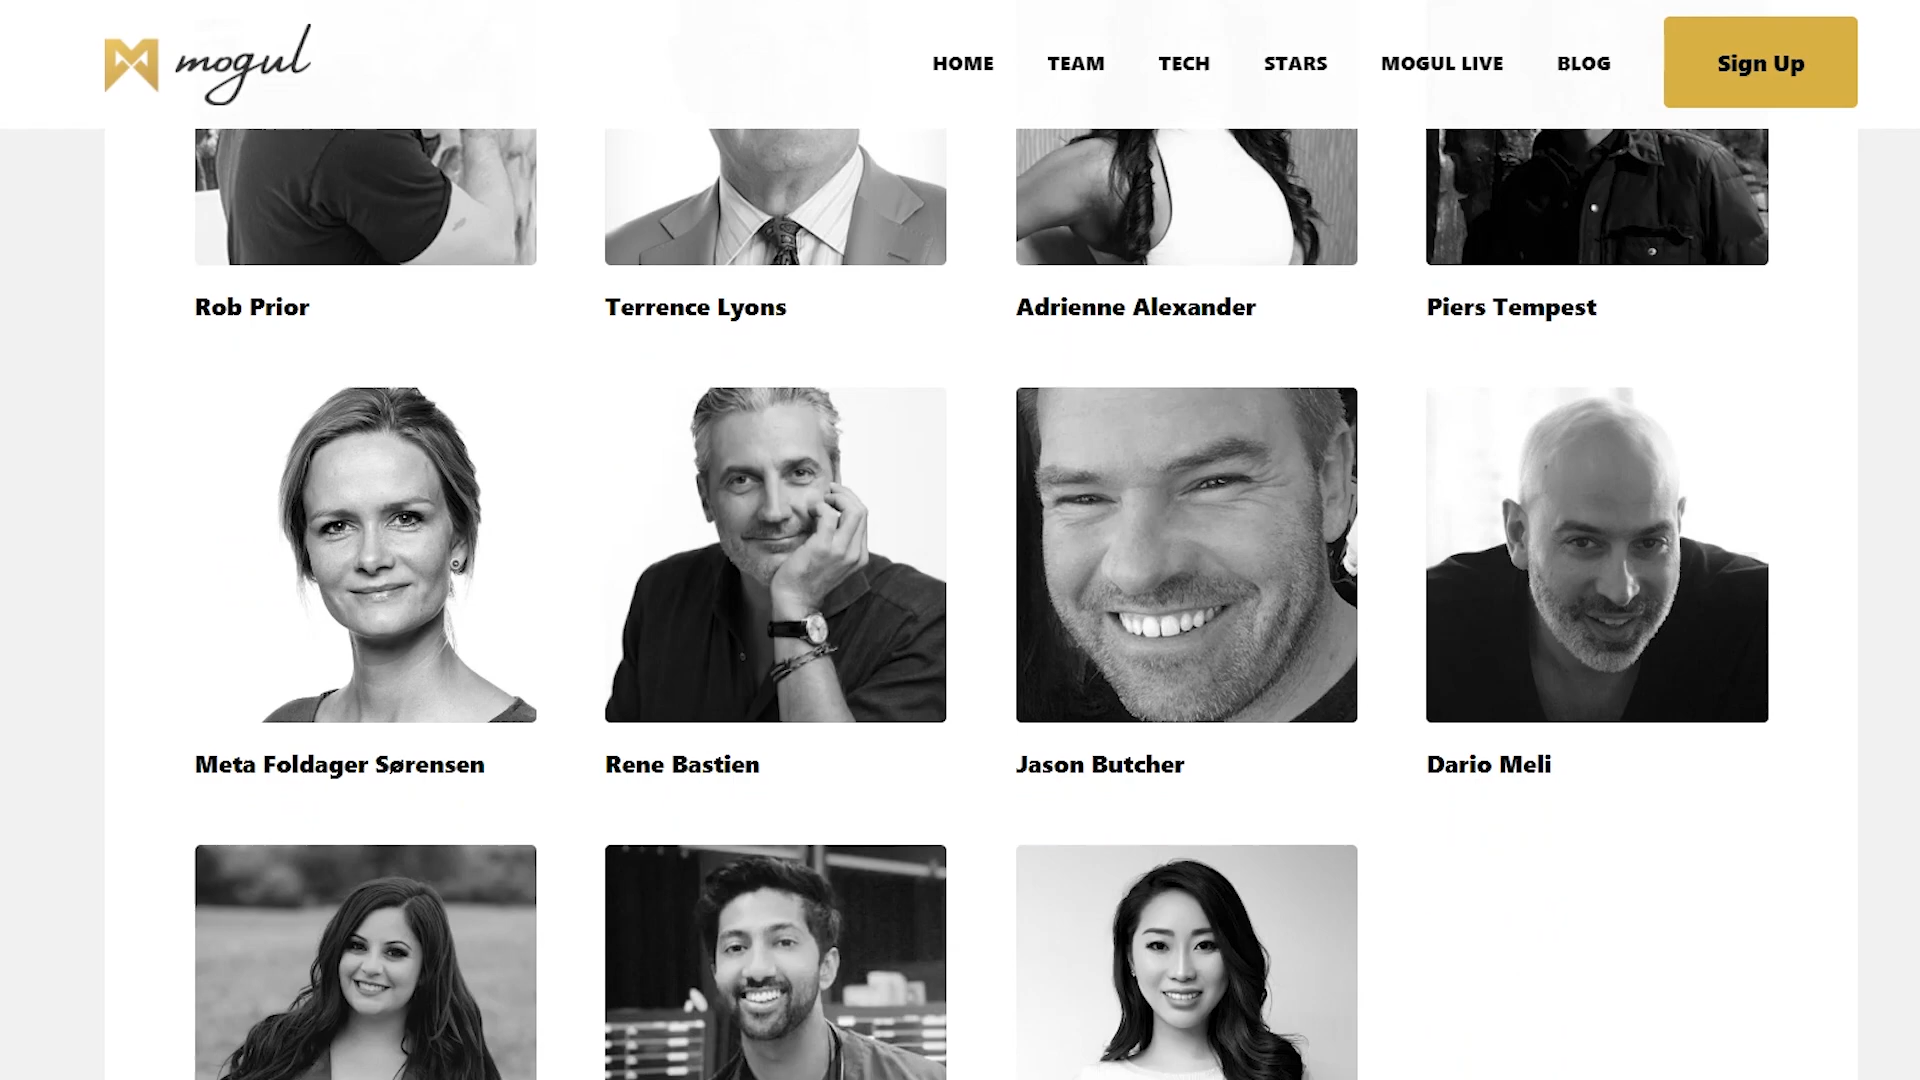 mogul
HOME TEAM TECH STARS MOGUL LIVE BLOG Sign Up
Rob Prior Terrence Lyons Adrienne Alexander Piers Tempest
Meta Foldager Sørensen Rene Bastien Jason Butcher Dario Meli